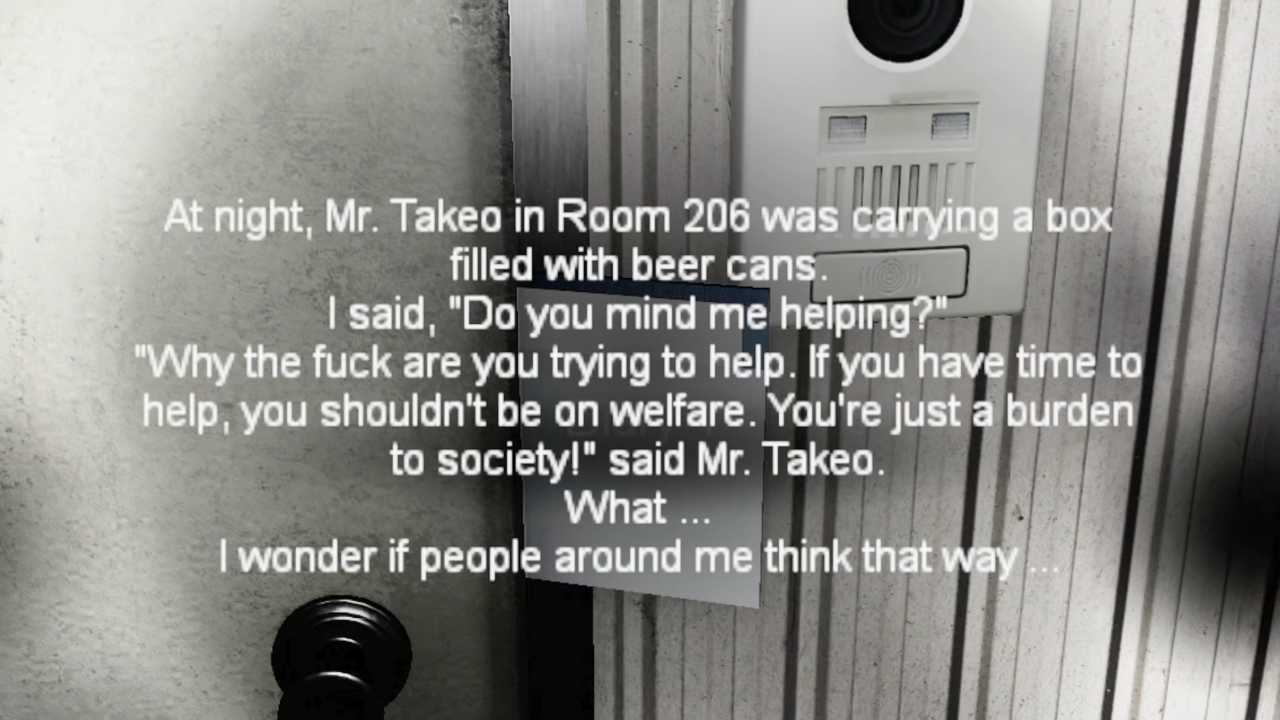 At night, Mr. Takeo in Room 206 was carrying a box
filled with beer cans.
I said, "Do you mind me helping?"
"Why the fuck are you trying to help. If you have time to
help, you shouldn't be on welfare. You're just a burden
to society!" said Mr. Takeo.
What ...
I wonder if people around me think that way ...